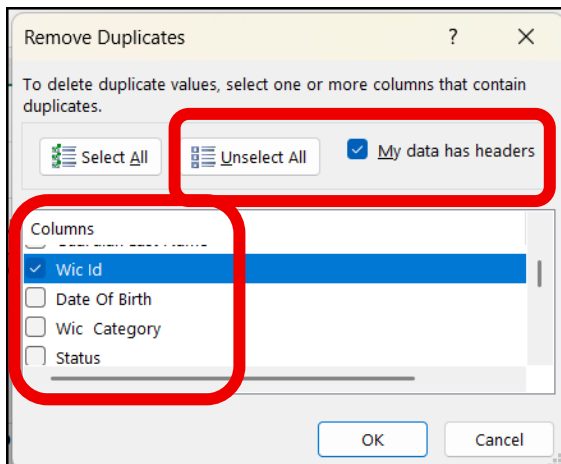 Remove Duplicates ?
To delete duplicate values, select one or more columns that contain
duplicates.
Select All Unselect All My data has headers
Columns
Wic Id
Date Of Birth
Wic Category
Status
OK Cancel